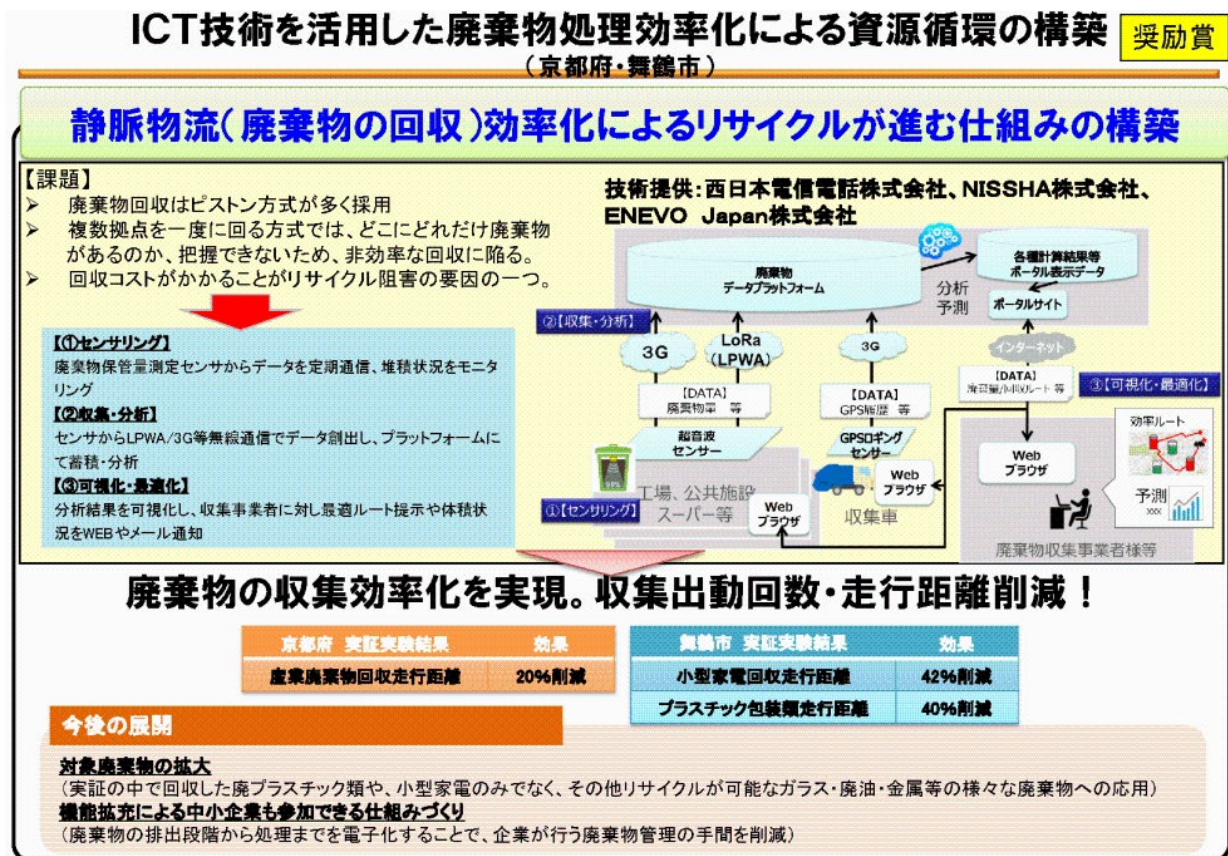 ICT技術を活用した廃棄物処理効率化による資源循環の構築
奨励賞
（京都府・舞鶴市）
静脈物流（廃棄物の回収）効率化によるリサイクルが進む仕組みの構築
【課題】
➢ 廃棄物回収はピストン方式が多く採用
➢ 複数拠点を一度に回る方式では、どこにどれだけ廃棄物
があるのか、把握できないため、非効率な回収に陥る。
➢ 回収コストがかかることがリサイクル阻害の要因の一つ。
【①センサリング】
廃棄物保管量測定センサからデータを定期通信、堆積状況をモニタ
リング
【②収集・分析】
センサからLPWA/3G等無線通信でデータ創出し、プラットフォームに
て蓄積・分析
【③可視化・最適化】
分析結果を可視化し、収集事業者に対し最適ルート提示や体積状
況をWEBやメール通知
技術提供：西日本電信電話株式会社、NISSHA株式会社、
ENEVO Japan株式会社
廃棄物
データプラットフォーム
分析
予測
各種計算結果等
ポータル表示データ
ポータルサイト
②【収集・分析】
3G
LoRa
(LPWA)
3G
インターネット
【DATA】
廃棄物量 等
【DATA】
GPS履歴 等
【DATA】
廃棄量/回収ルート 等
③【可視化・最適化】
超音波
センサー
GPSロギング
センサー
Web
ブラウザ
効率ルート
予測
xxx
99%
①【センサリング】
工場、公共施設
スーパー等
Web
ブラウザ
Web
ブラウザ
収集車
廃棄物収集事業者様等
廃棄物の収集効率化を実現。収集出動回数・走行距離削減！
京都府 実証実験結果 効果
産業廃棄物回収走行距離 20%削減
舞鶴市 実証実験結果 効果
小型家電回収走行距離 42%削減
プラスチック包装類走行距離 40%削減
今後の展開
対象廃棄物の拡大
（実証の中で回収した廃プラスチック類や、小型家電のみでなく、その他リサイクルが可能なガラス・廃油・金属等の様々な廃棄物への応用）
機能拡充による中小企業も参加できる仕組みづくり
（廃棄物の排出段階から処理までを電子化することで、企業が行う廃棄物管理の手間を削減）